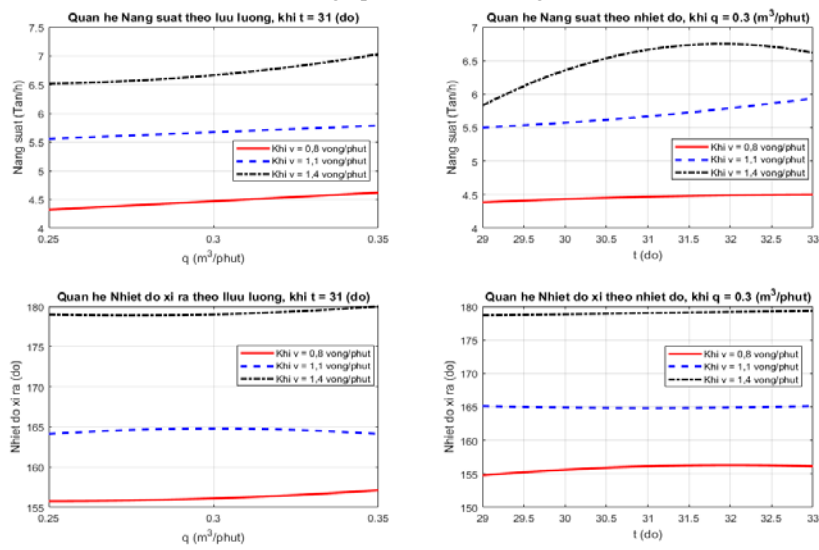 Quan he Nang suat theo luu luong, khi t = 31 (do)
7.5
7
6.5
6
5.5
5
4.5
4
Nang suat (Tan/h)
Khi v = 0,8 vong/phut
Khi v = 1,1 vong/phut
Khi v = 1,4 vong/phut
0.25 0.3 0.35
q (m³/phut)
Quan he Nang suat theo nhiet do, khi q = 0.3 (m³/phut)
7
6.5
6
5.5
5
4.5
4
Nang suat (Tan/h)
Khi v = 0,8 vong/phut
Khi v = 1,1 vong/phut
Khi v = 1,4 vong/phut
29 29.5 30 30.5 31 31.5 32 32.5 33
t (do)
Quan he Nhiet do xi ra theo lluu luong, khi t = 31 (do)
180
175
170
165
160
155
Nhiet do xi ra (do)
Khi v = 0,8 vong/phut
Khi v = 1,1 vong/phut
Khi v = 1,4 vong/phut
0.25 0.3 0.35
q (m³/phut)
Quan he Nhiet do xi theo nhiet do, khi q = 0.3 (m³/phut)
180
175
170
165
160
155
150
Nhiet do xi ra (do)
Khi v = 0,8 vong/phut
Khi v = 1,1 vong/phut
Khi v = 1,4 vong/phut
29 29.5 30 30.5 31 31.5 32 32.5 33
t (do)